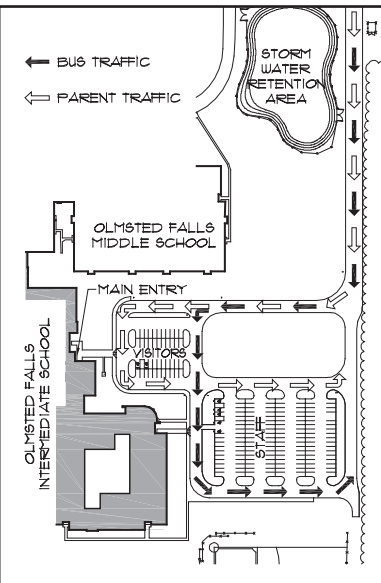 BUS TRAFFIC
PARENT TRAFFIC
STORM
WATER
RETENTION
AREA
OLMSTED FALLS
MIDDLE SCHOOL
MAIN ENTRY
VISITORS
OLMSTED FALLS
INTERMEDIATE SCHOOL
STAFF